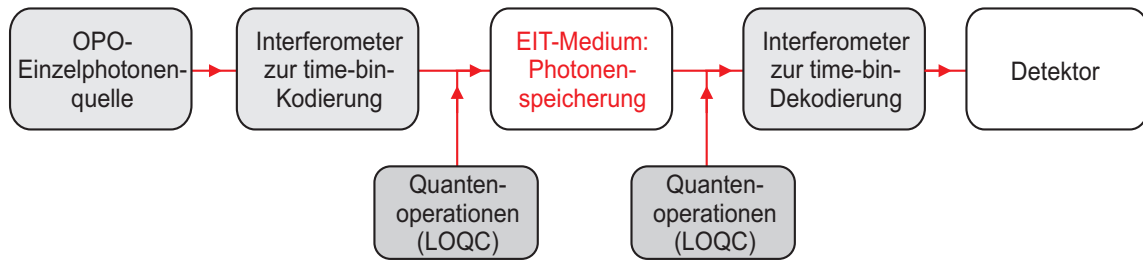 OPO-
Einzelphotonen-
quelle
Interferometer
zur time-bin-
Kodierung
EIT-Medium:
Photonen-
speicherung
Interferometer
zur time-bin-
Dekodierung
Detektor
Quanten-
operationen
(LOQC)
Quanten-
operationen
(LOQC)